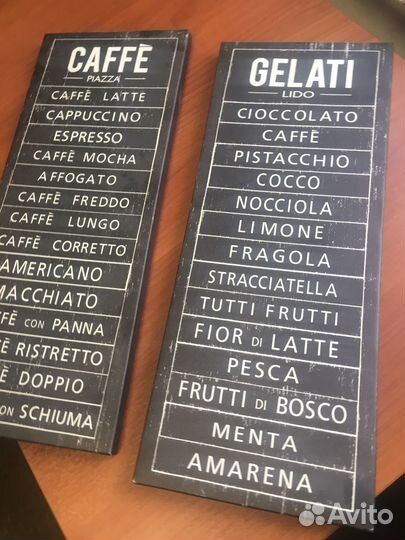 CAFFÈ
PIAZZA
CAFFÈ LATTE
CAPPUCCINO
ESPRESSO
CAFFÈ MOCHA
AFFOGATO
CAFFÈ FREDDO
CAFFÈ LUNGO
CAFFÈ CORRETTO
AMERICANO
MACCHIATO
FÈ CON PANNA
È RISTRETTO
È DOPPIO
ON SCHIUMA
GELATI
LIDO
CIOCCOLATO
CAFFÈ
PISTACCHIO
COCCO
NOCCIOLA
LIMONE
FRAGOLA
STRACCIATELLA
TUTTI FRUTTI
FIOR DI LATTE
PESCA
FRUTTI DI BOSCO
MENTA
AMARENA
Avito